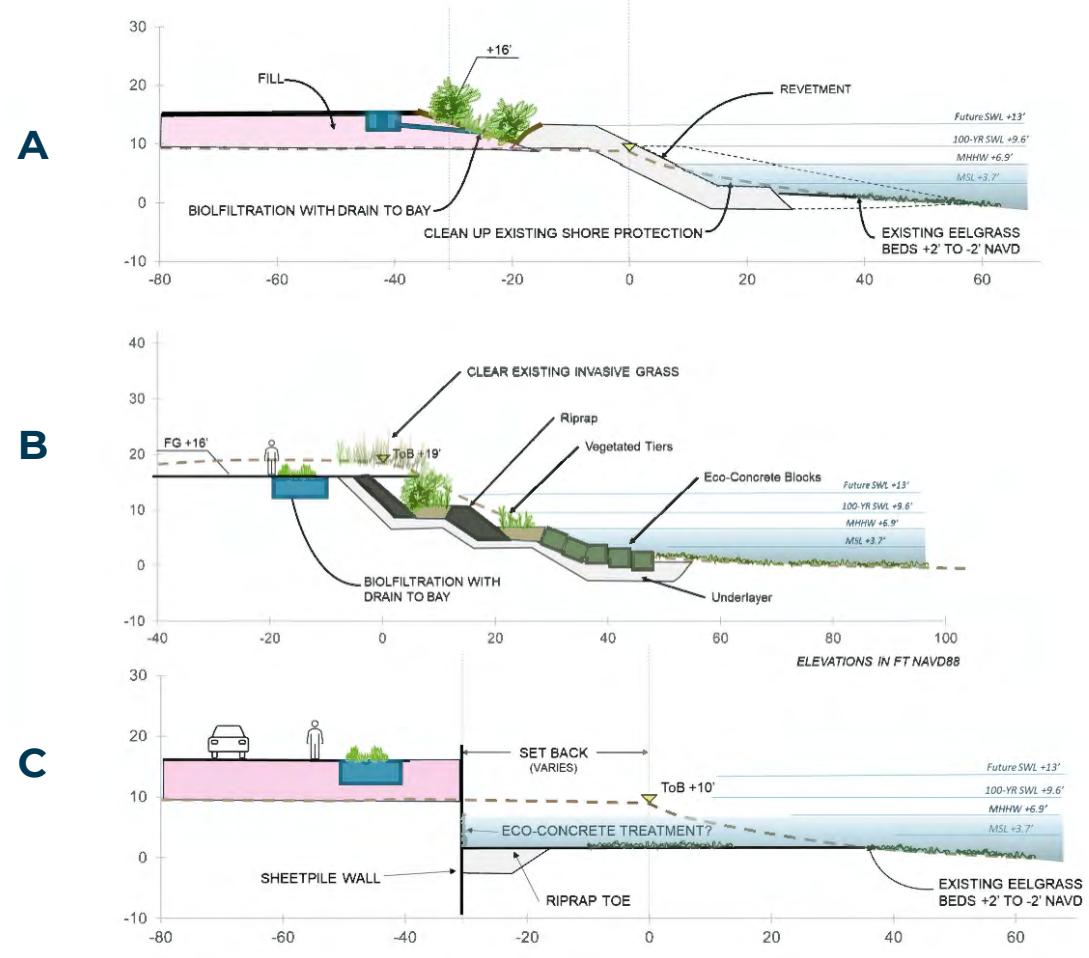 A
30
20
10
0
-10
-80
-60
-40
-20
0
20
40
60
+16'
FILL
REVETMENT
Future SWL +13'
100-YR SWL +9.6'
MHHW +6.9'
MSL +3.7'
BIOLFILTRATION WITH DRAIN TO BAY
CLEAN UP EXISTING SHORE PROTECTION
EXISTING EELGRASS
BEDS +2' TO -2' NAVD
B
40
30
20
10
0
-10
-40
-20
0
20
40
60
80
100
CLEAR EXISTING INVASIVE GRASS
Riprap
FG +16'
ToB +19'
Vegetated Tiers
Eco-Concrete Blocks
Future SWL +13'
100-YR SWL +9.6'
MHHW +6.9'
MSL +3.7'
BIOLFILTRATION WITH
DRAIN TO BAY
Underlayer
ELEVATIONS IN FT NAVD88
C
30
20
10
0
-10
-80
-60
-40
-20
0
20
40
60
SET BACK
(VARIES)
ToB +10'
Future SWL +13'
100-YR SWL +9.6'
MHHW +6.9'
MSL +3.7'
ECO-CONCRETE TREATMENT?
SHEETPILE WALL
RIPRAP TOE
EXISTING EELGRASS
BEDS +2' TO -2' NAVD